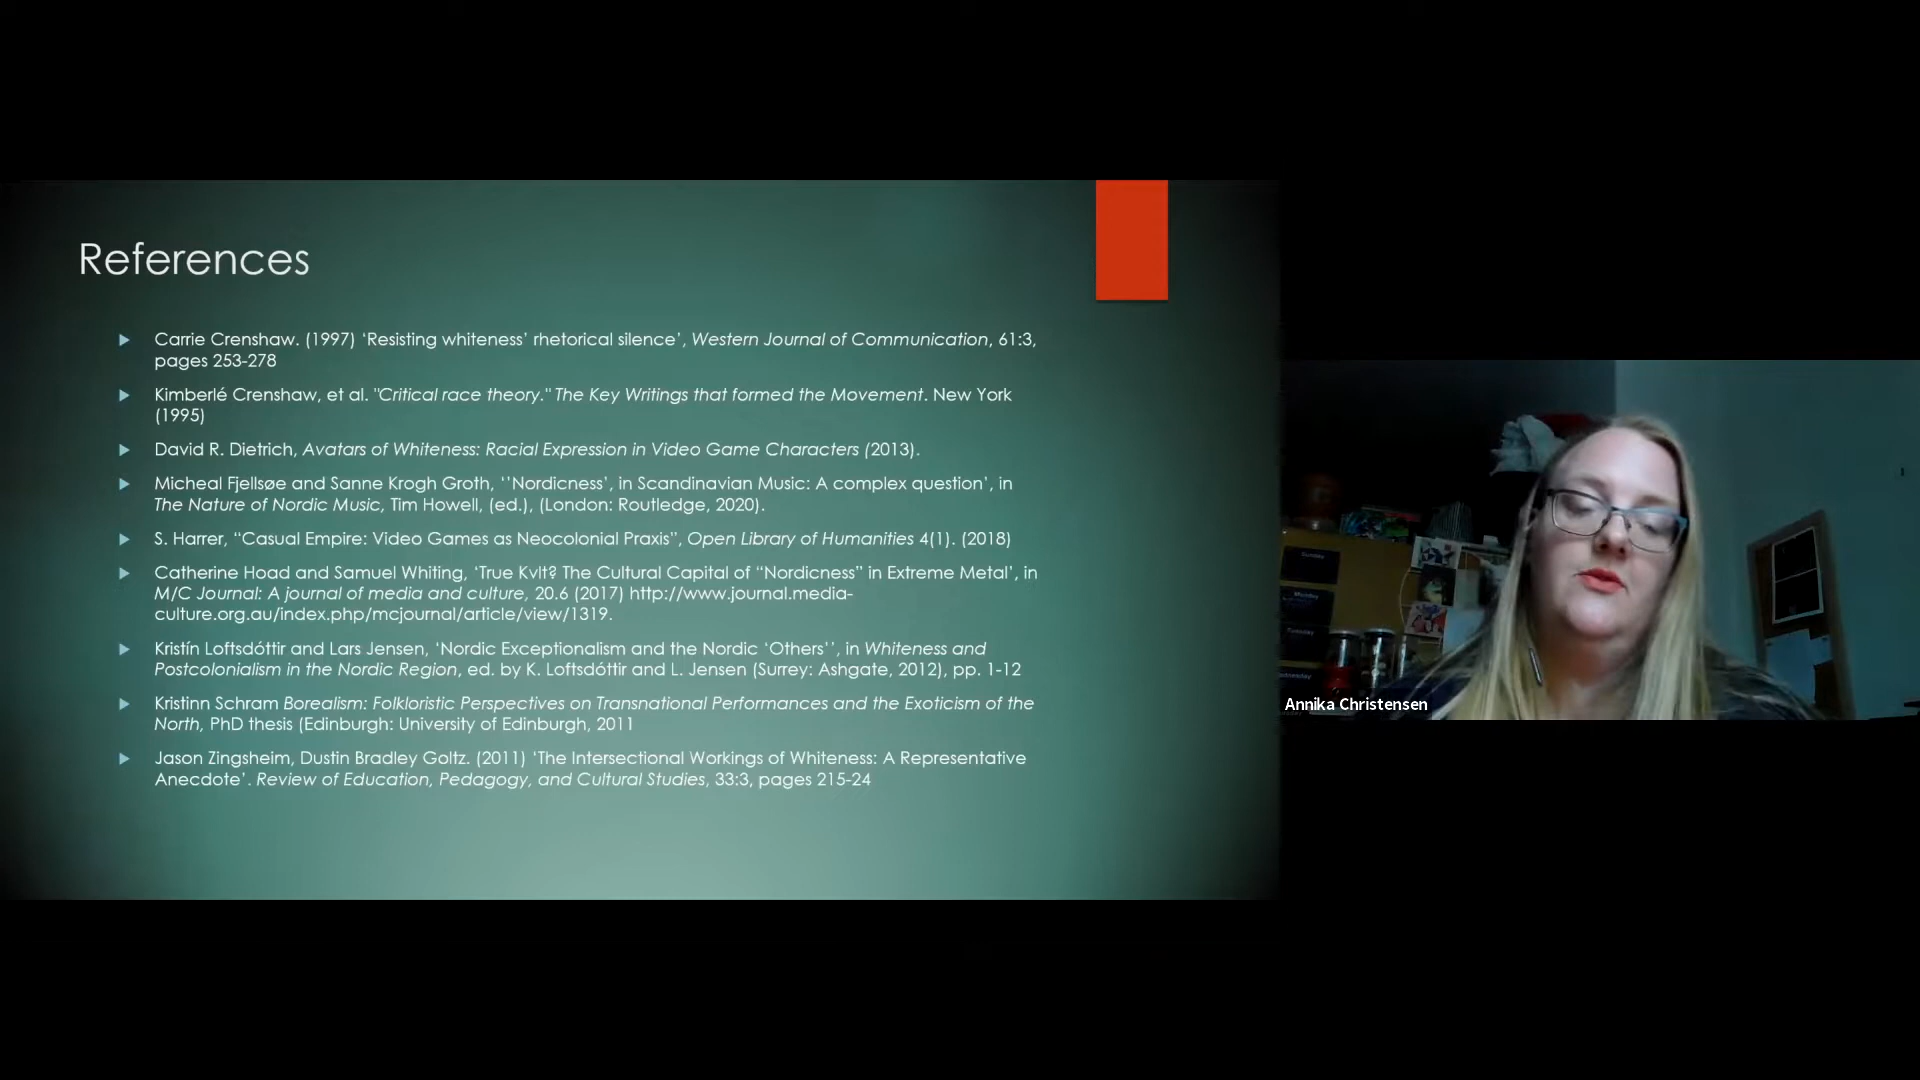 References
Carrie Crenshaw. (1997) ‘Resisting whiteness’ rhetorical silence’, Western Journal of Communication, 61:3,
pages 253-278
Kimberlé Crenshaw, et al. "Critical race theory." The Key Writings that formed the Movement. New York
(1995)
David R. Dietrich, Avatars of Whiteness: Racial Expression in Video Game Characters (2013).
Micheal Fjellsøe and Sanne Krogh Groth, ‘’Nordicness’, in Scandinavian Music: A complex question’, in
The Nature of Nordic Music, Tim Howell, (ed.), (London: Routledge, 2020).
S. Harrer, “Casual Empire: Video Games as Neocolonial Praxis”, Open Library of Humanities 4(1). (2018)
Catherine Hoad and Samuel Whiting, ‘True Kvlt? The Cultural Capital of “Nordicness” in Extreme Metal’, in
M/C Journal: A journal of media and culture, 20.6 (2017) http://www.journal.media-
culture.org.au/index.php/mcjournal/article/view/1319.
Kristín Loftsdóttir and Lars Jensen, ‘Nordic Exceptionalism and the Nordic ‘Others’’, in Whiteness and
Postcolonialism in the Nordic Region, ed. by K. Loftsdóttir and L. Jensen (Surrey: Ashgate, 2012), pp. 1-12
Kristinn Schram Borealism: Folkloristic Perspectives on Transnational Performances and the Exoticism of the
North, PhD thesis (Edinburgh: University of Edinburgh, 2011
Jason Zingsheim, Dustin Bradley Goltz. (2011) ‘The Intersectional Workings of Whiteness: A Representative
Anecdote’. Review of Education, Pedagogy, and Cultural Studies, 33:3, pages 215-24
Sunday
Monday
Tuesday
Wednesday
Annika Christensen